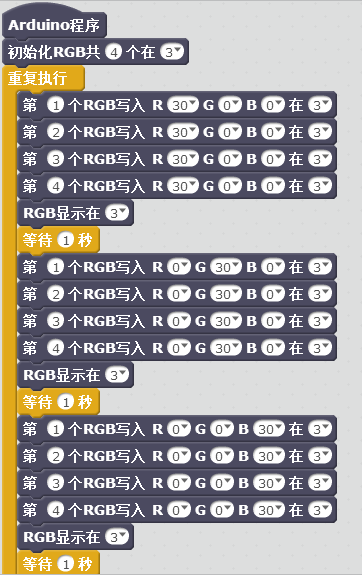 Arduino程序
初始化RGB共 4 个在 3
重复执行
第 1 个RGB写入 R 30 G 0 B 0 在 3
第 2 个RGB写入 R 30 G 0 B 0 在 3
第 3 个RGB写入 R 30 G 0 B 0 在 3
第 4 个RGB写入 R 30 G 0 B 0 在 3
RGB显示在 3
等待 1 秒
第 1 个RGB写入 R 0 G 30 B 0 在 3
第 2 个RGB写入 R 0 G 30 B 0 在 3
第 3 个RGB写入 R 0 G 30 B 0 在 3
第 4 个RGB写入 R 0 G 30 B 0 在 3
RGB显示在 3
等待 1 秒
第 1 个RGB写入 R 0 G 0 B 30 在 3
第 2 个RGB写入 R 0 G 0 B 30 在 3
第 3 个RGB写入 R 0 G 0 B 30 在 3
第 4 个RGB写入 R 0 G 0 B 30 在 3
RGB显示在 3
等待 1 秒